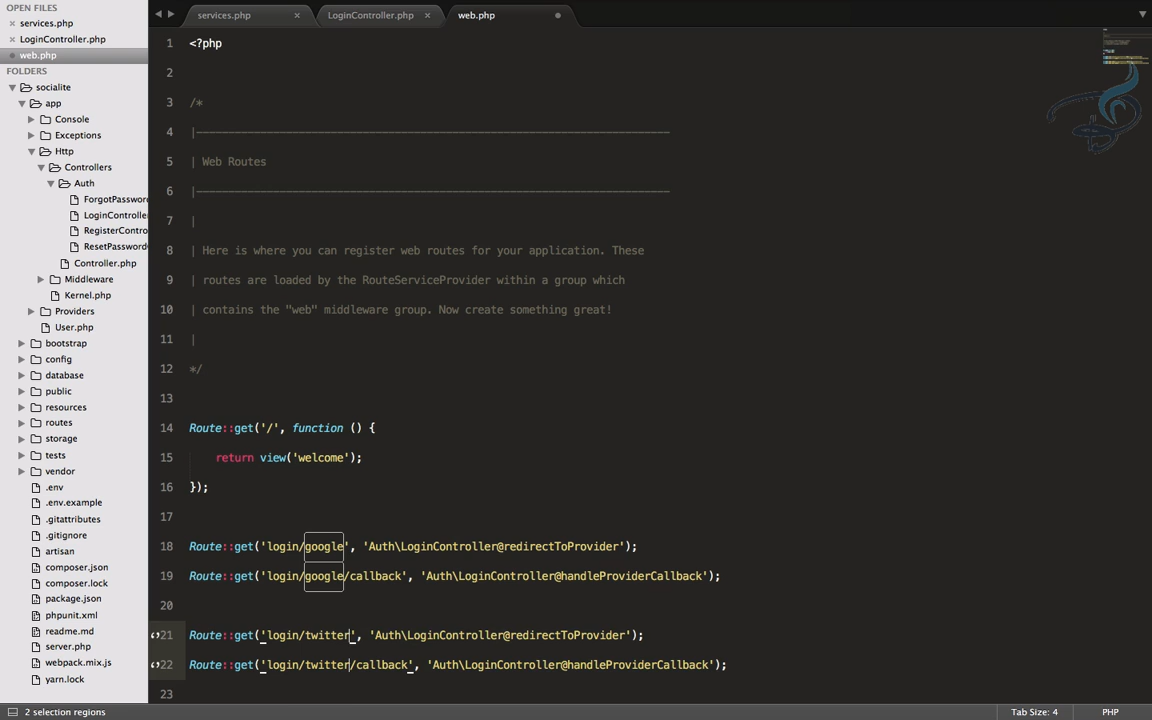 OPEN FILES
services.php
LoginController.php
web.php
FOLDERS
socialite
app
Console
Exceptions
Http
Controllers
Auth
ForgotPassword
LoginControlle
RegisterContro
ResetPassword
Controller.php
Middleware
Kernel.php
Providers
User.php
bootstrap
config
database
public
resources
routes
storage
tests
vendor
.env
.env.example
.gitattributes
.gitignore
artisan
composer.json
composer.lock
package.json
phpunit.xml
readme.md
server.php
webpack.mix.js
yarn.lock
services.php LoginController.php web.php
1 <?php
2
3 /*
4 |--------------------------------------------------------------------------
5 | Web Routes
6 |--------------------------------------------------------------------------
7 |
8 | Here is where you can register web routes for your application. These
9 | routes are loaded by the RouteServiceProvider within a group which
10 | contains the "web" middleware group. Now create something great!
11 |
12 */
13
14 Route::get('/', function () {
15 return view('welcome');
16 });
17
18 Route::get('login/google', 'Auth\LoginController@redirectToProvider');
19 Route::get('login/google/callback', 'Auth\LoginController@handleProviderCallback');
20
21 Route::get('login/twitter', 'Auth\LoginController@redirectToProvider');
22 Route::get('login/twitter/callback', 'Auth\LoginController@handleProviderCallback');
23
2 selection regions
Tab Size: 4
PHP